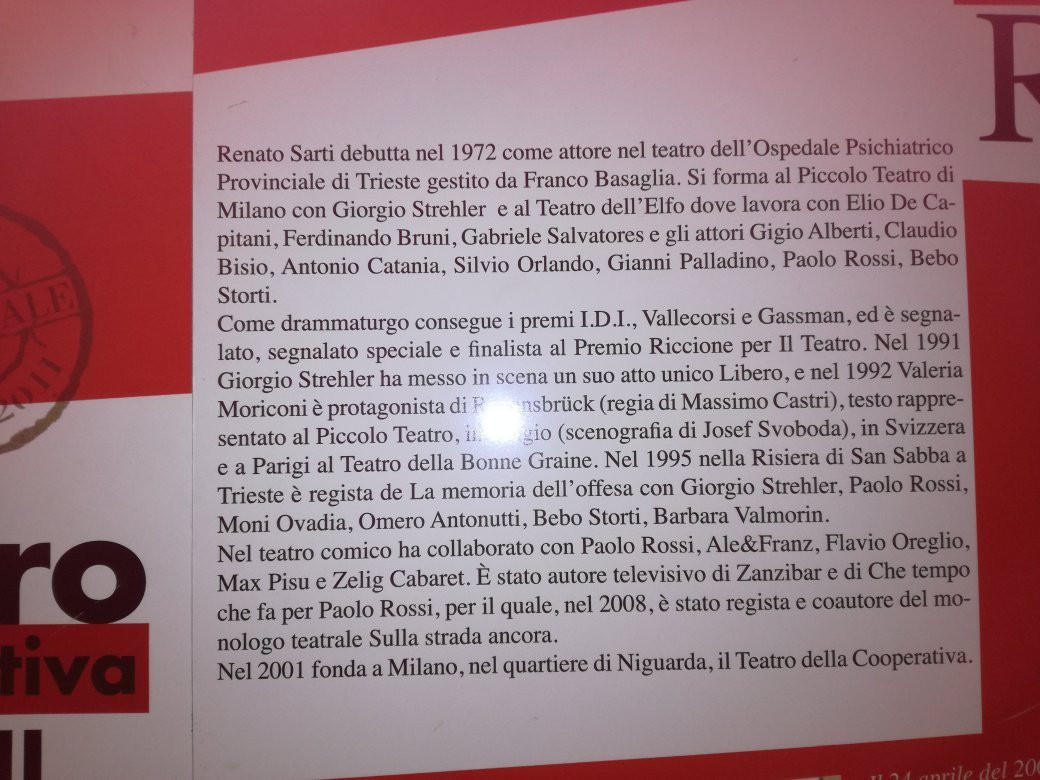 R
Renato Sarti debutta nel 1972 come attore nel teatro dell'Ospedale Psichiatrico
Provinciale di Trieste gestito da Franco Basaglia. Si forma al Piccolo Teatro di
Milano con Giorgio Strehler e al Teatro dell'Elfo dove lavora con Elio De Ca-
pitani, Ferdinando Bruni, Gabriele Salvatores e gli attori Gigio Alberti, Claudio
Bisio, Antonio Catania, Silvio Orlando, Gianni Palladino, Paolo Rossi, Bebo
Storti.
Come drammaturgo consegue i premi I.D.I., Vallecorsi e Gassman, ed è segna-
lato, segnalato speciale e finalista al Premio Riccione per Il Teatro. Nel 1991
Giorgio Strehler ha messo in scena un suo atto unico Libero, e nel 1992 Valeria
Moriconi è protagonista di nsbrück (regia di Massimo Castri), testo rappre-
sentato al Piccolo Teatro, gio (scenografia di Josef Svoboda), in Svizzera
e a Parigi al Teatro della Bonne Graine. Nel 1995 nella Risiera di San Sabba a
Trieste è regista de La memoria dell'offesa con Giorgio Strehler, Paolo Rossi,
Moni Ovadia, Omero Antonutti, Bebo Storti, Barbara Valmorin.
Nel teatro comico ha collaborato con Paolo Rossi, Ale&Franz, Flavio Oreglio,
Max Pisu e Zelig Cabaret. È stato autore televisivo di Zanzibar e di Che tempo
che fa per Paolo Rossi, per il quale, nel 2008, è stato regista e coautore del mo-
nologo teatrale Sulla strada ancora.
Nel 2001 fonda a Milano, nel quartiere di Niguarda, il Teatro della Cooperativa.
ALE
2011
ro
tiva
Il 24 aprile del 200